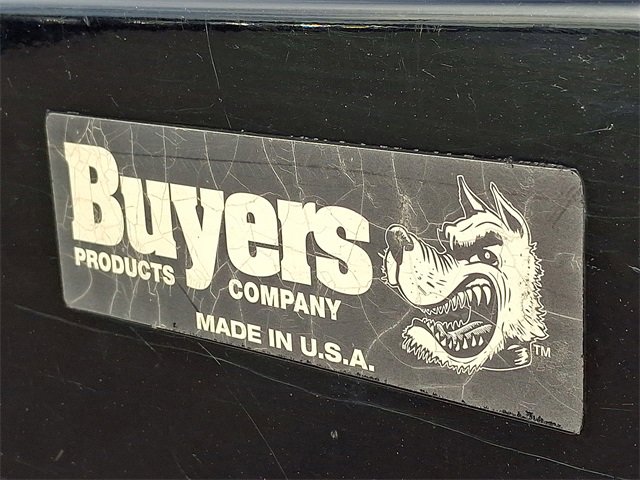 Buyers
PRODUCTS
COMPANY
MADE IN U.S.A.
TM